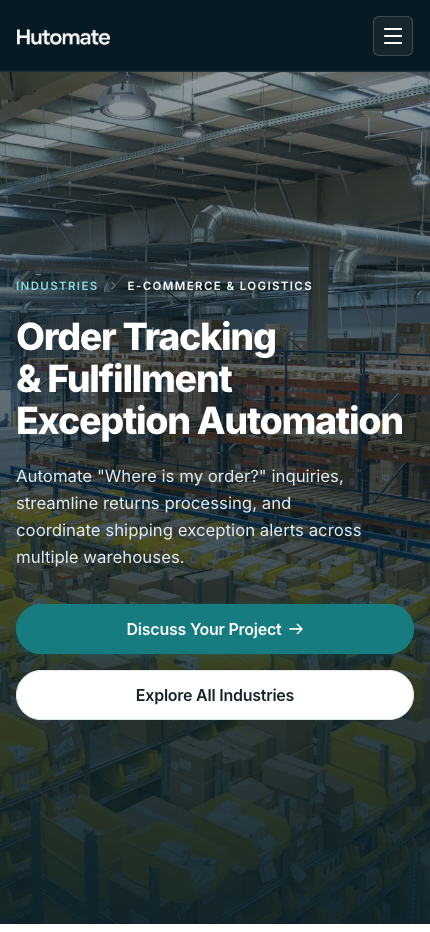 Hutomate
INDUSTRIES > E-COMMERCE & LOGISTICS
Order Tracking
& Fulfillment
Exception Automation
Automate "Where is my order?" inquiries,
streamline returns processing, and
coordinate shipping exception alerts across
multiple warehouses.
Discuss Your Project →
Explore All Industries